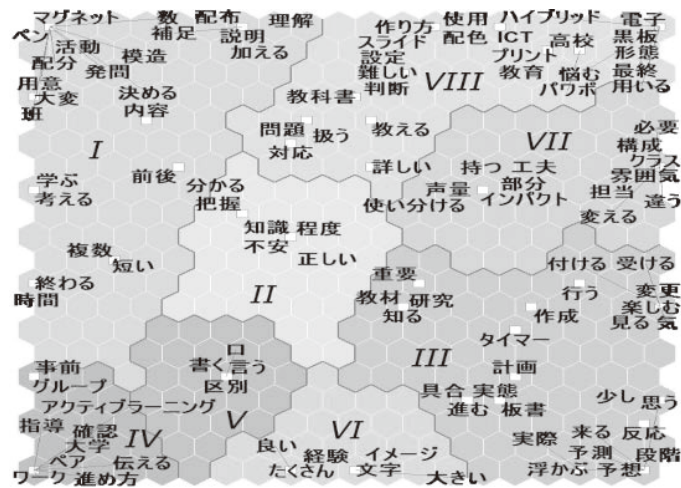 マグネット 数 配布 理解
ペン 補足 説明
活動 模造 加える
配分 発問
用意
大変 決める
班 内容
I
学ぶ 前後
考える
複数
短い
終わる
時間
作り方 使用 ハイブリッド 電子
スライド 配色 ICT 高校 黒板
設定 プリント 形態
難しい VIII 教育 悩む 最終
判断 パワポ 用いる
教科書
問題 扱う 教える
対応
詳しい
VII 必要
構成
持つ 工夫 クラス
声量 部分 雰囲気
使い分ける インパクト 担当 違う
変える
分かる
把握
知識 程度
不安
正しい
II
付ける 受ける
重要 行う 変更
教材 研究 楽しむ
知る 作成 見る 気
タイマー
III 計画
具合 実態
進む 板書 少し 思う
実際 来る 反応
予測 段階
浮かぶ 予想
口
書く 言う
区別
V
事前
グループ
アクティブラーニング
指導 確認 IV
大学
ペア 伝える
ワーク 進め方
VI
良い
経験 イメージ
たくさん 文字 大きい